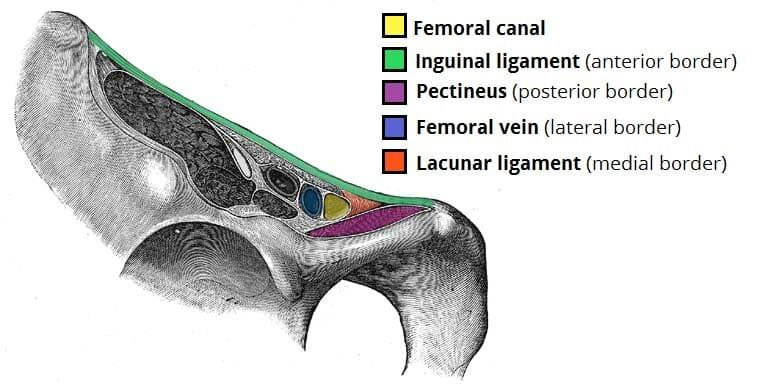 Femoral canal
Inguinal ligament (anterior border)
Pectineus (posterior border)
Femoral vein (lateral border)
Lacunar ligament (medial border)